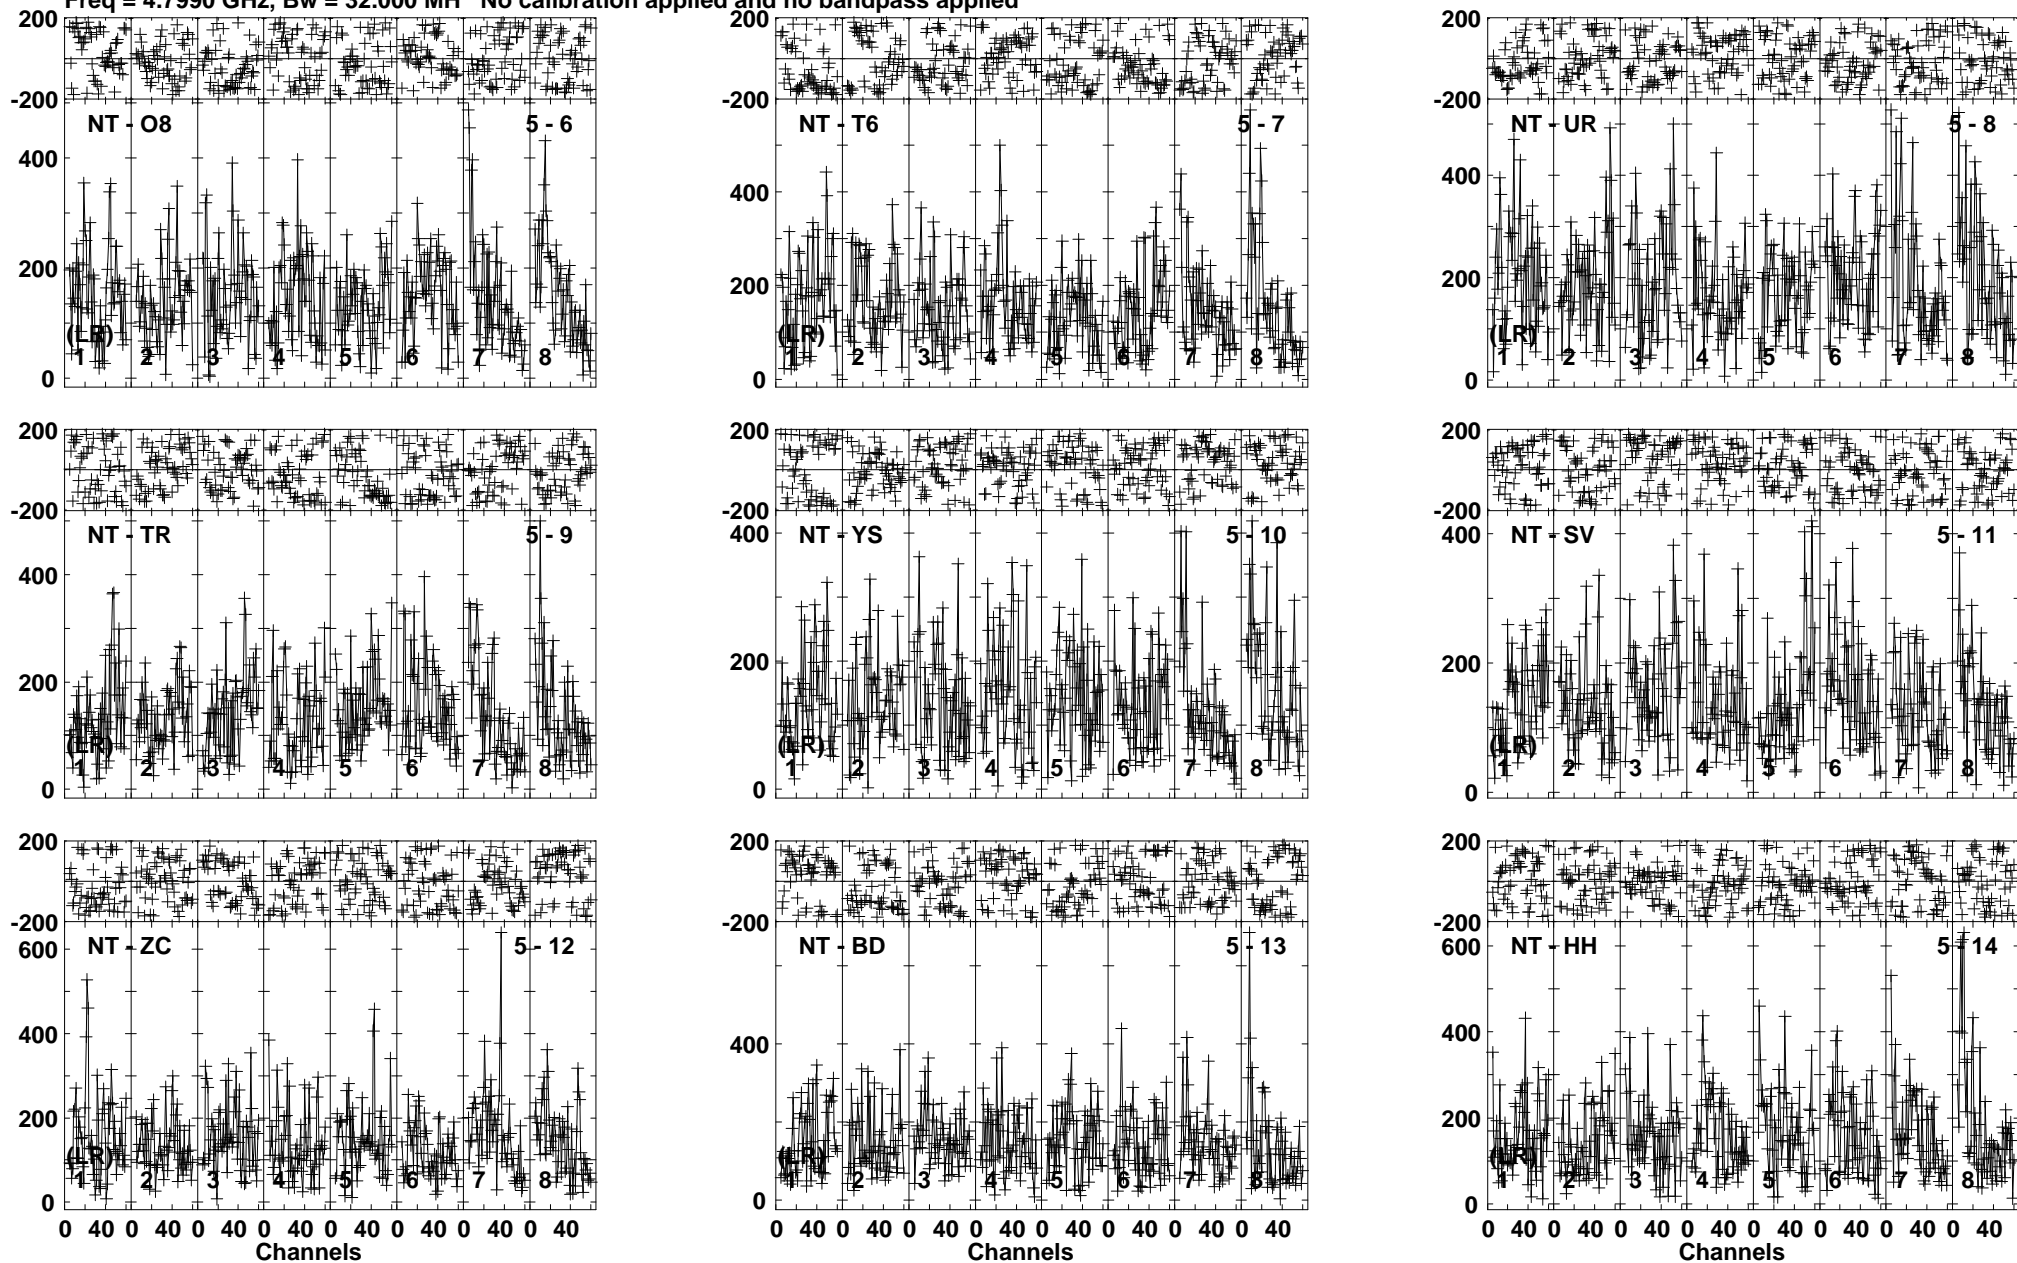 Freq = 4.7990 GHz, Bw = 32.000 MH No calibration applied and no bandpass applied
200 200 200
-200 -200 -200
NT - O8 5 - 6 NT - T6 5 - 7 NT - UR 5 - 8
400 400 400
200 200 200
(LR) (LR) (LR)
1 2 3 4 5 6 7 8 1 2 3 4 5 6 7 8 1 2 3 4 5 6 7 8
0 0 0
200 200 200
-200 -200 -200
NT - TR 5 - 9 NT - YS 5 - 10 NT - SV 5 - 11
400 400 400
200 200 200
(LR) (LR) (LR)
1 2 3 4 5 6 7 8 1 2 3 4 5 6 7 8 1 2 3 4 5 6 7 8
0 0 0
200 200 200
-200 -200 -200
NT - ZC 5 - 12 NT - BD 5 - 13 NT - HH 5 - 14
600 600
400 400 400
200 200
(LR) (LR) (LR)
1 2 3 4 5 6 7 8 1 2 3 4 5 6 7 8 1 2 3 4 5 6 7 8
0 0 0
0 40 0 40 0 40 0 40 0 40 0 40 0 40 0 40 0 40 0 40 0 40 0 40 0 40 0 40 0 40 0 40 0 40 0 40 0 40 0 40 0 40 0 40 0 40 0 40
Channels Channels Channels